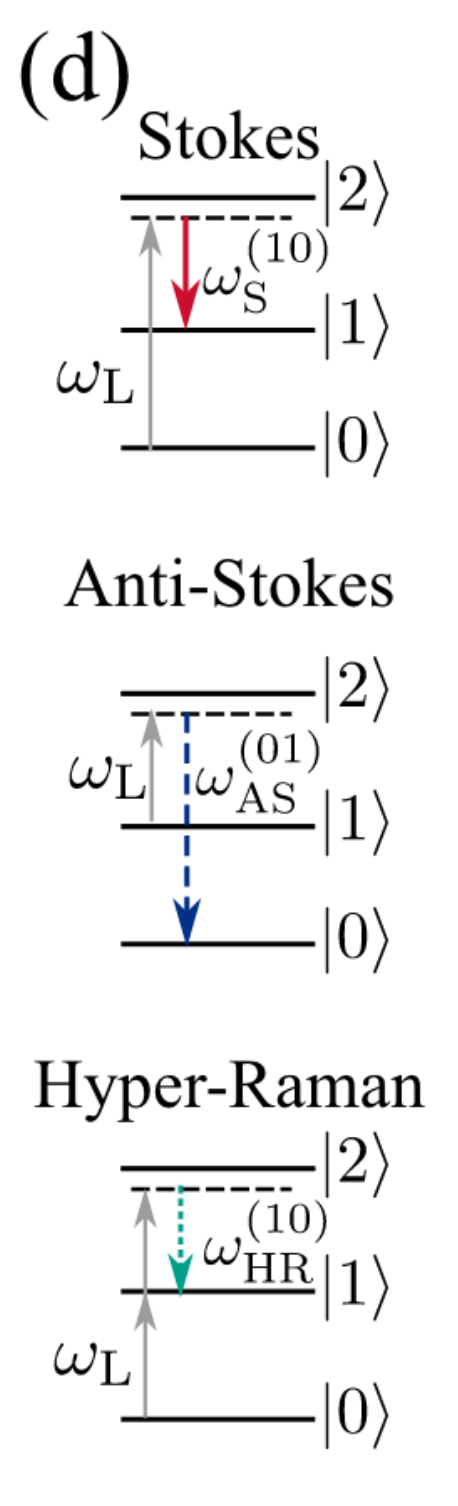 (d)
Stokes
|2⟩
ω_S^(10)
|1⟩
ω_L
|0⟩
Anti-Stokes
|2⟩
ω_L ω_AS^(01)
|1⟩
|0⟩
Hyper-Raman
|2⟩
ω_HR^(10)
|1⟩
ω_L
|0⟩